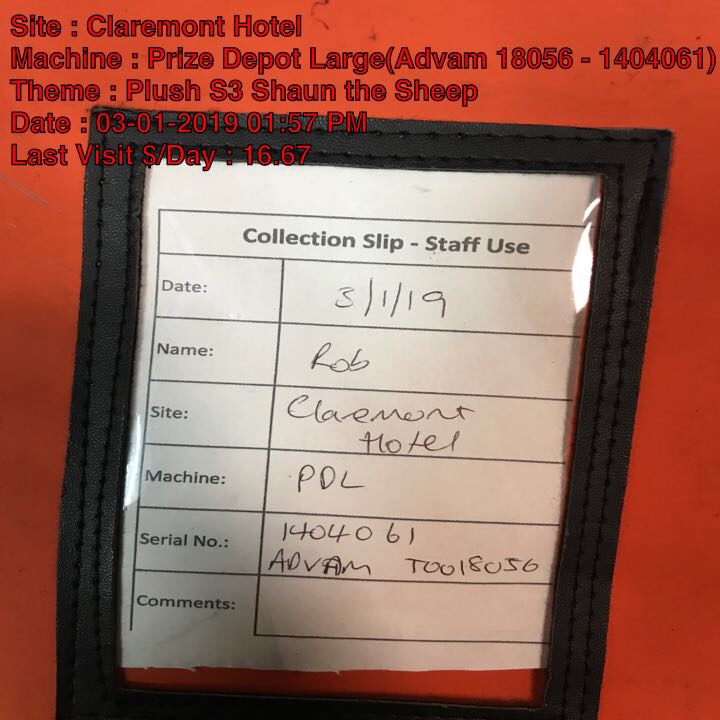 Site : Claremont Hotel
Machine : Prize Depot Large(Advam 18056 - 1404061)
Theme : Plush S3 Shaun the Sheep
Date : 03-01-2019 01:57 PM
Last Visit $/Day : 16.67
Collection Slip - Staff Use
Date: 3/1/19
Name: Rob
Site: Claremont
Hotel
Machine: PDL
Serial No.: 1404061
ADVAM T0018056
Comments: